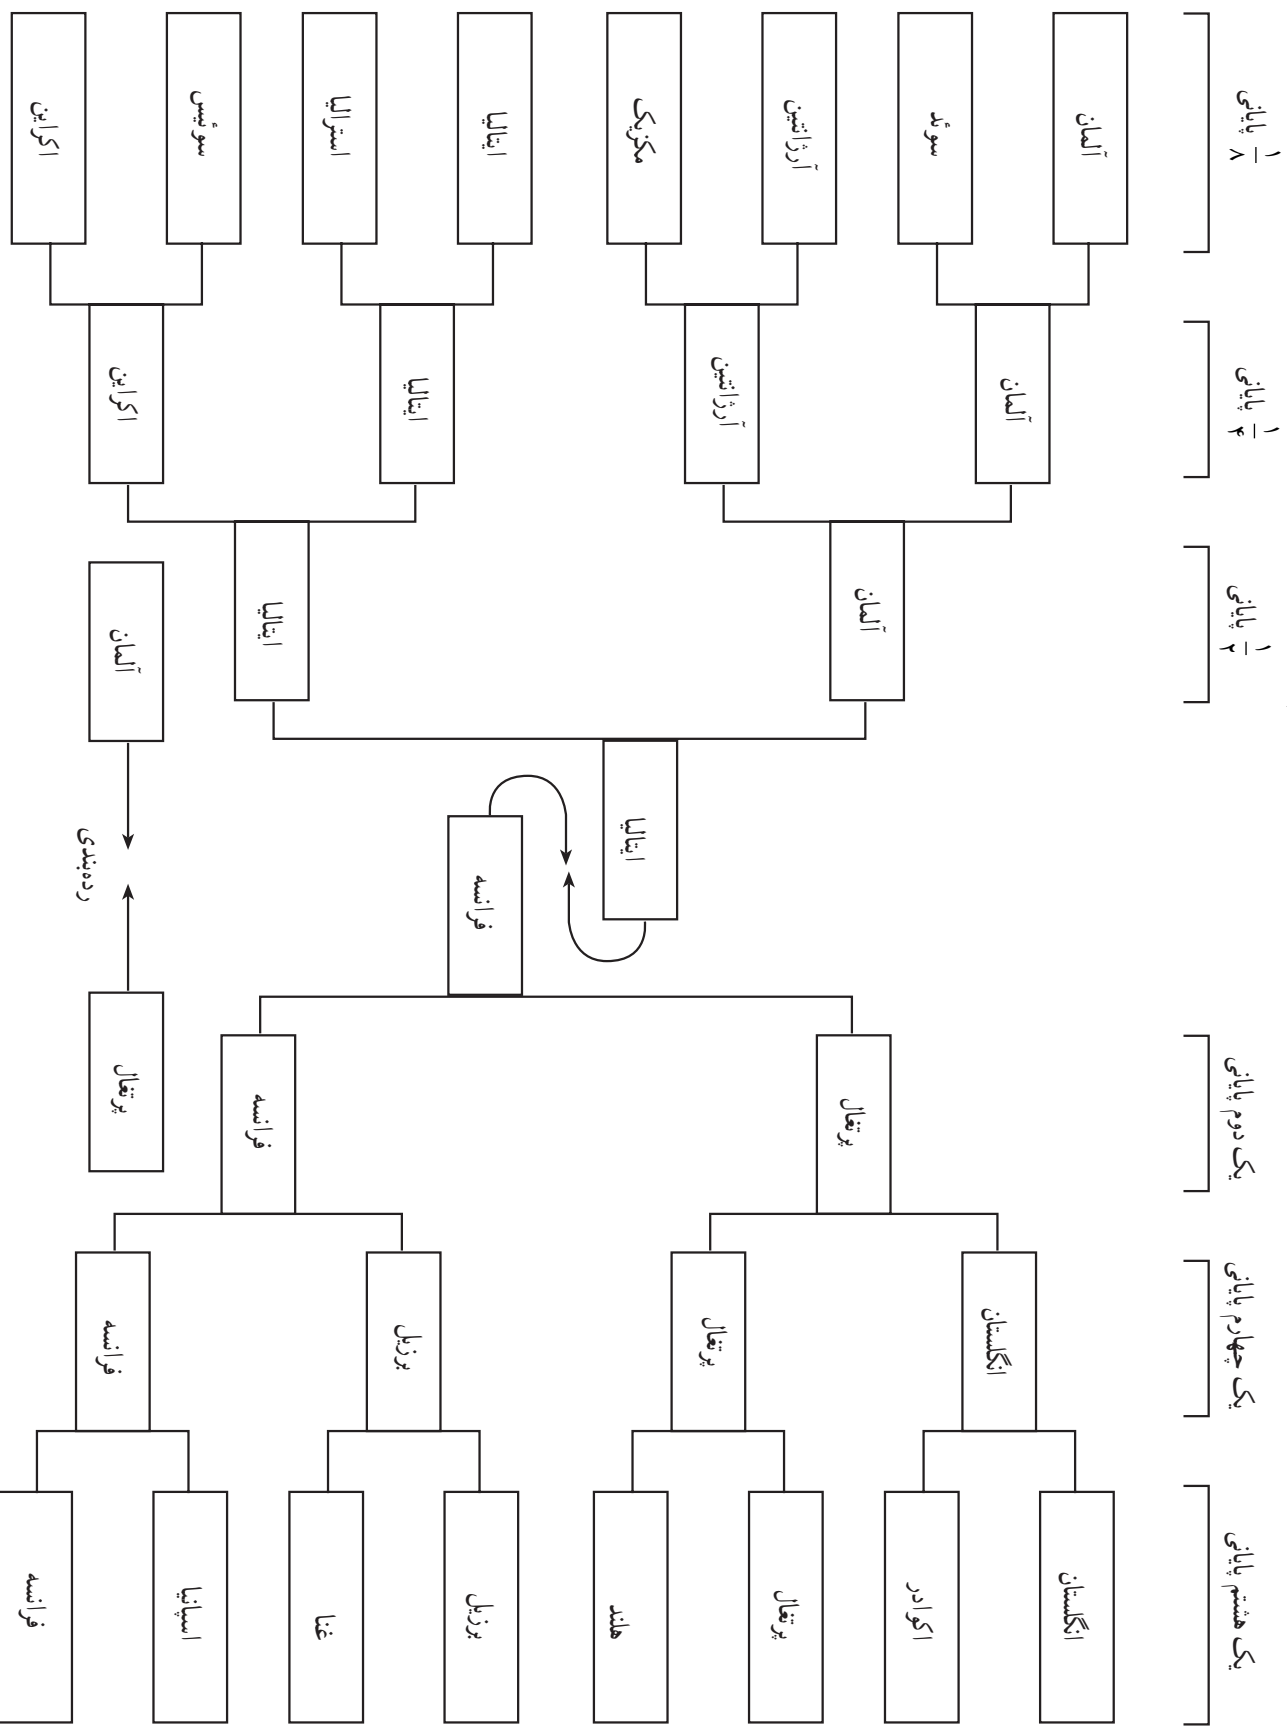 ۱/۸ پایانی
آلمان
سوئد
آرژانتین
مکزیک
ایتالیا
استرالیا
سوئیس
اکراین
۱/۴ پایانی
آلمان
آرژانتین
ایتالیا
اکراین
۱/۲ پایانی
آلمان
ایتالیا
آلمان
ایتالیا
فرانسه
رده‌بندی
پرتغال
یک دوم پایانی
پرتغال
فرانسه
یک چهارم پایانی
انگلستان
پرتغال
برزیل
فرانسه
یک هشتم پایانی
انگلستان
اکوادر
پرتغال
هلند
برزیل
غنا
اسپانیا
فرانسه